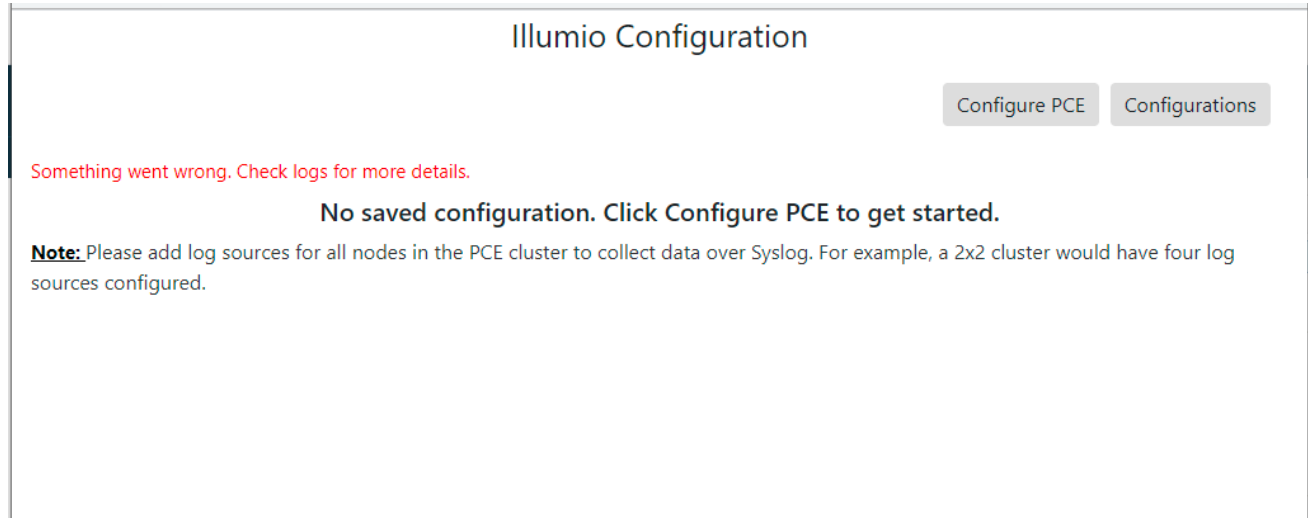 Illumio Configuration
Configure PCE
Configurations
Something went wrong. Check logs for more details.
No saved configuration. Click Configure PCE to get started.
Note: Please add log sources for all nodes in the PCE cluster to collect data over Syslog. For example, a 2x2 cluster would have four log
sources configured.